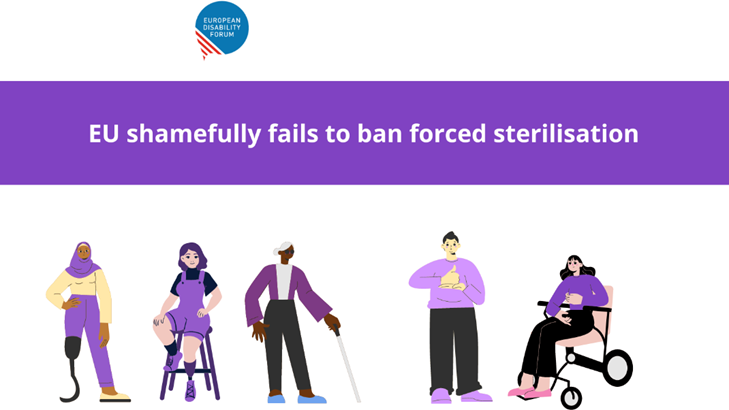 EUROPEAN
DISABILITY
FORUM
EU shamefully fails to ban forced sterilisation